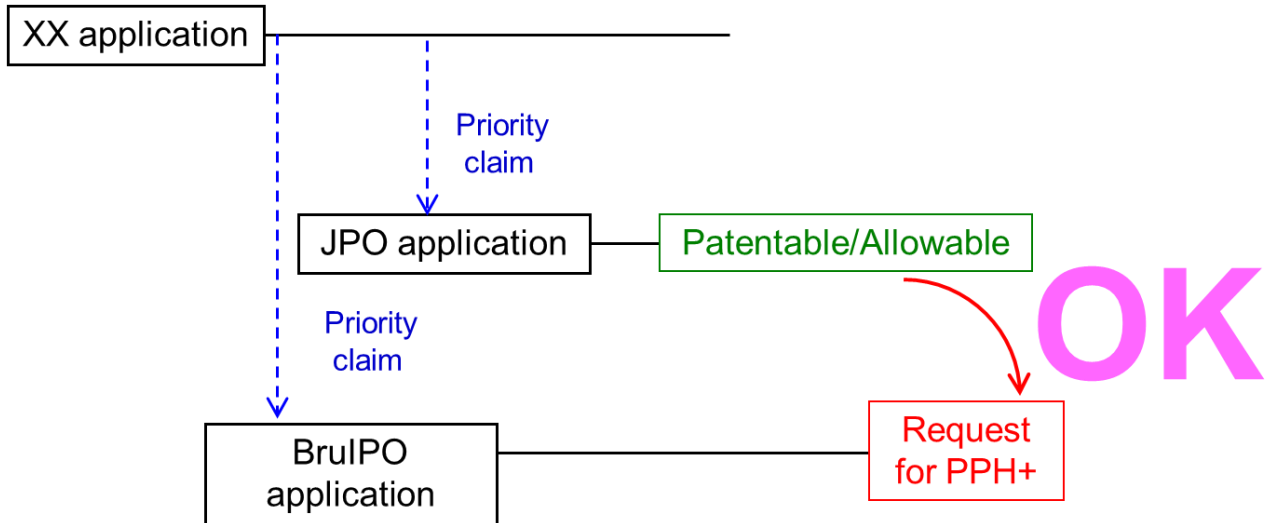 XX application
Priority
claim
JPO application
Patentable/Allowable
OK
Priority
claim
BruIPO
application
Request
for PPH+